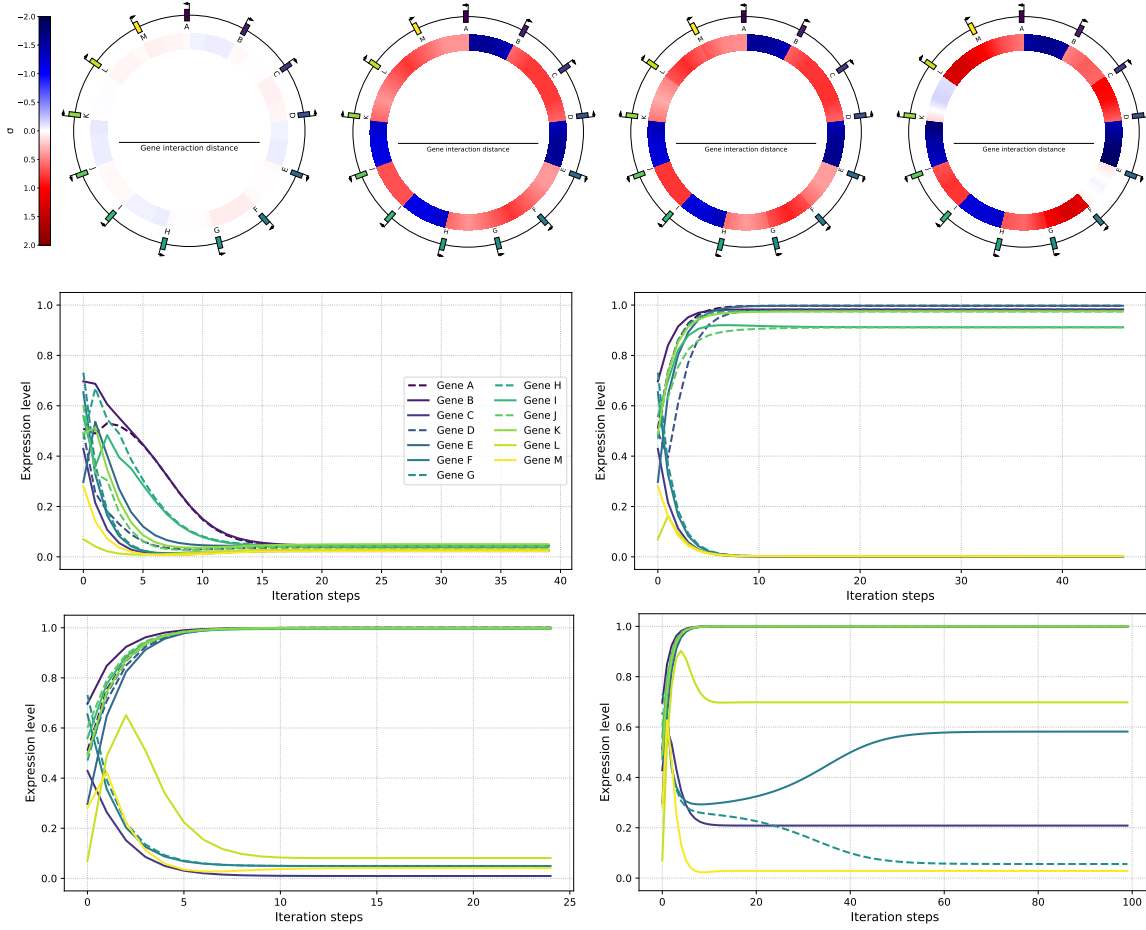 −2.0
−1.5
−1.0
−0.5
0.0
0.5
1.0
1.5
2.0
σ
A
B
C
D
E
F
G
H
I
J
K
L
M
Gene interaction distance
A
B
C
D
E
G
H
K
L
M
Gene interaction distance
A
B
C
D
E
G
H
K
L
M
Gene interaction distance
A
B
C
D
E
G
H
K
L
M
Gene interaction distance
Expression level
1.0
0.8
0.6
0.4
0.2
0.0
0
5
10
15
20
25
30
35
40
Iteration steps
Gene A
Gene B
Gene C
Gene D
Gene E
Gene F
Gene G
Gene H
Gene I
Gene J
Gene K
Gene L
Gene M
Expression level
1.0
0.8
0.6
0.4
0.2
0.0
0
10
20
30
40
Iteration steps
Expression level
1.0
0.8
0.6
0.4
0.2
0.0
0
5
10
15
20
25
Iteration steps
Expression level
1.0
0.8
0.6
0.4
0.2
0.0
0
20
40
60
80
100
Iteration steps